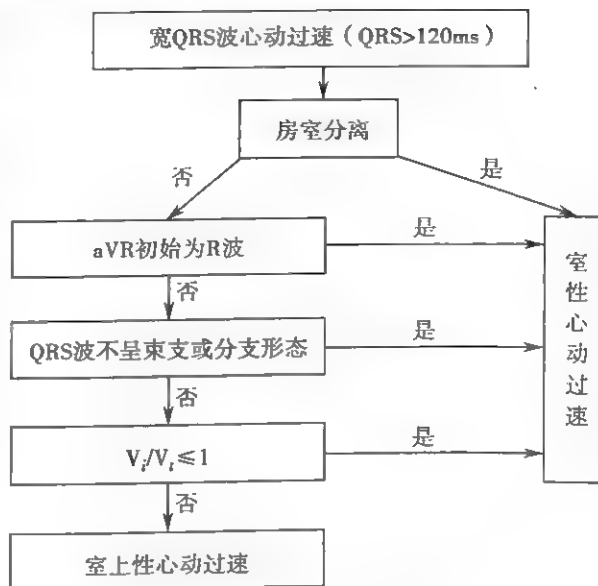 宽QRS波心动过速（QRS>120ms）
房室分离
否
是
aVR初始为R波
是
否
QRS波不呈束支或分支形态
是
否
Vi/Vt≤1
是
否
室上性心动过速
室性心动过速